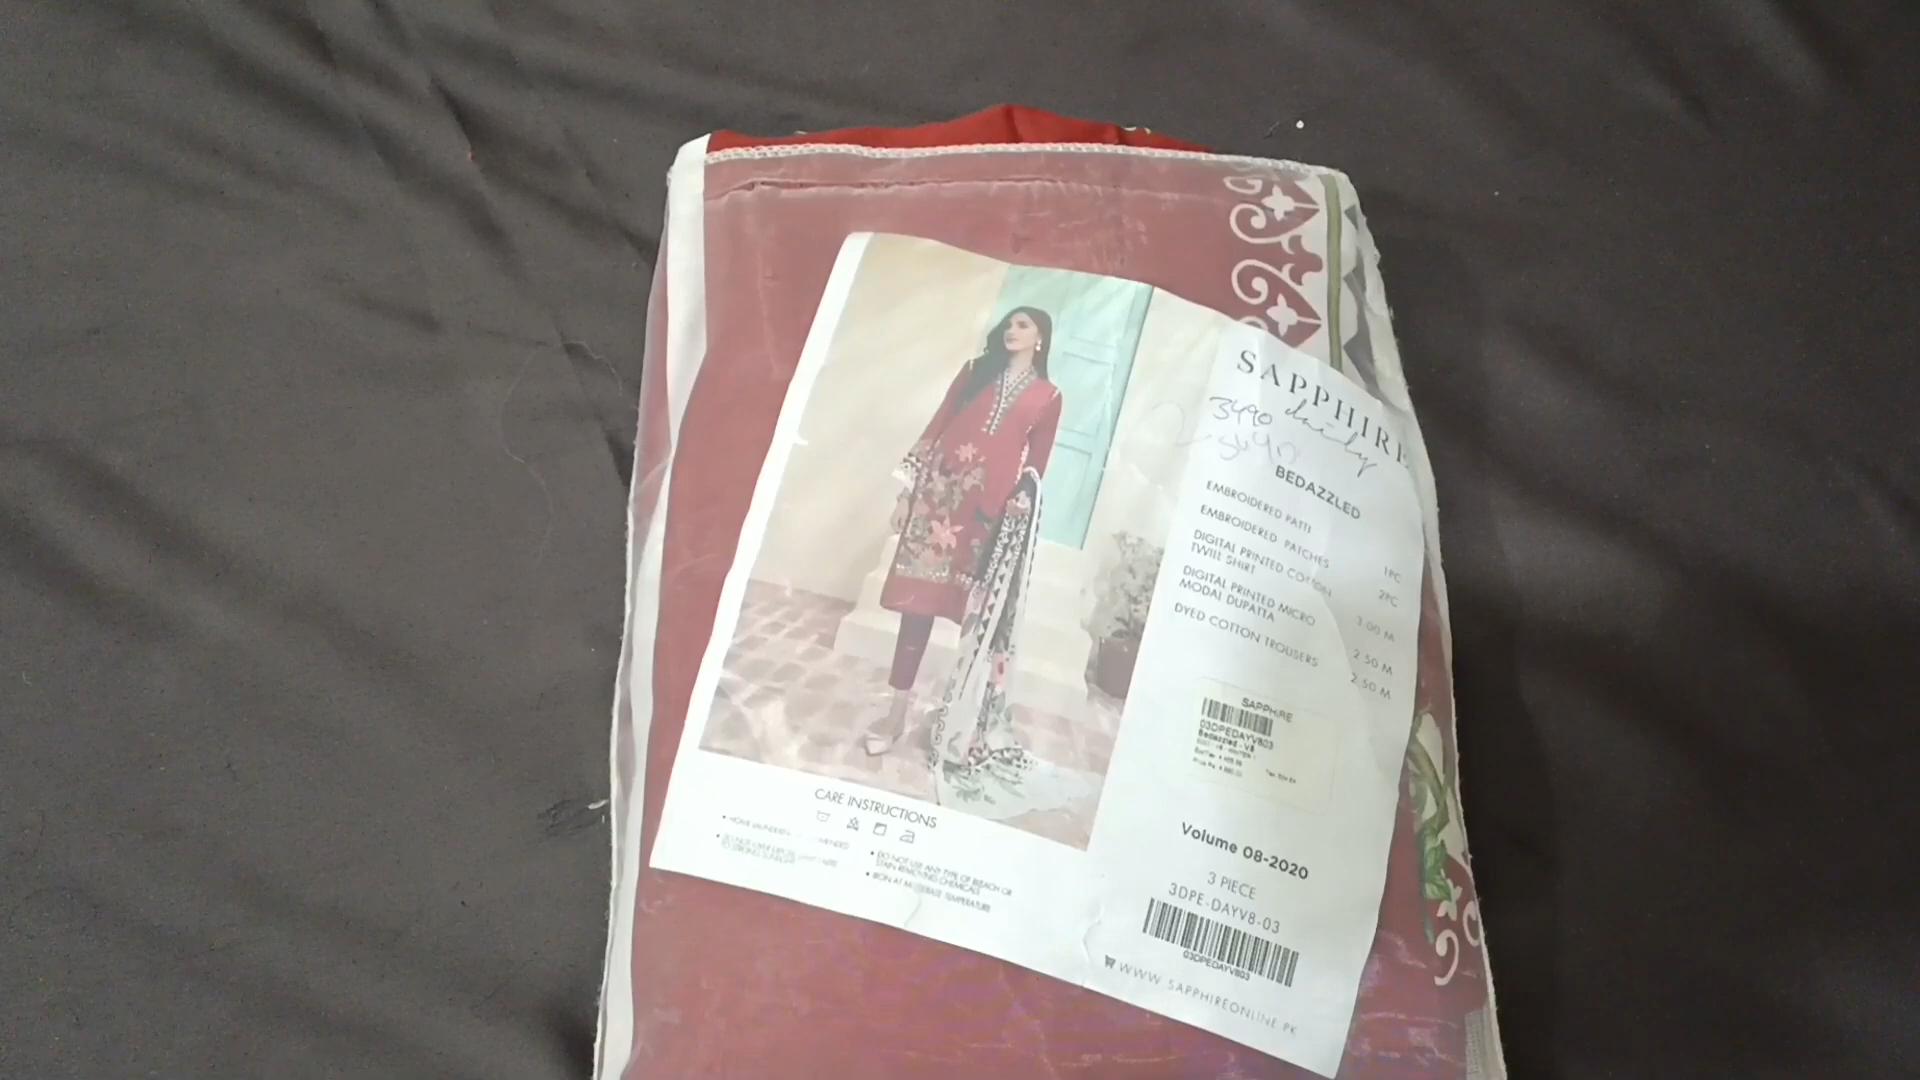 SAPPHIRE
3490 daily
BEDAZZLED
EMBROIDERED PATTI 1PC
EMBROIDERED PATCHES 2PC
DIGITAL PRINTED COTTON
TWILL SHIRT 3.00 M
DIGITAL PRINTED MICRO
MODAL DUPATTA 2.50 M
DYED COTTON TROUSERS 2.50 M
SAPPHIRE
03DPEDAYV803
Bedazzled - V8
Volume 08-2020
3 PIECE
3DPE-DAYV8-03
03DPEDAYV803
WWW.SAPPHIREONLINE.PK
CARE INSTRUCTIONS
• DO NOT USE ANY TYPE OF BLEACH OR
STAIN REMOVING CHEMICALS
• IRON AT MODERATE TEMPERATURE